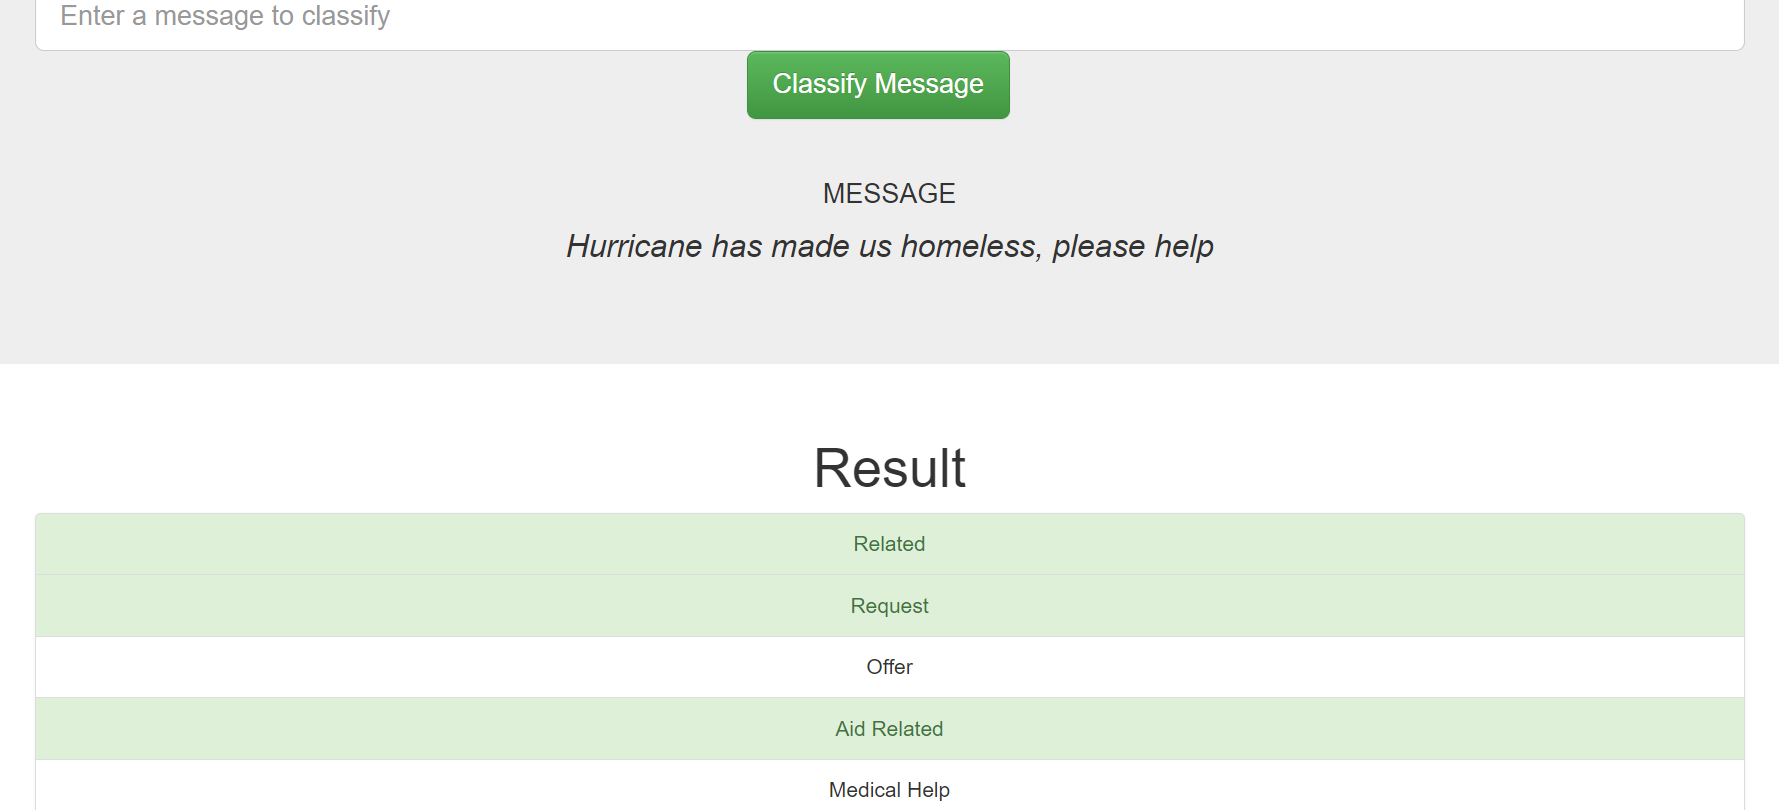 Enter a message to classify
Classify Message
MESSAGE
Hurricane has made us homeless, please help
Result
Related
Request
Offer
Aid Related
Medical Help